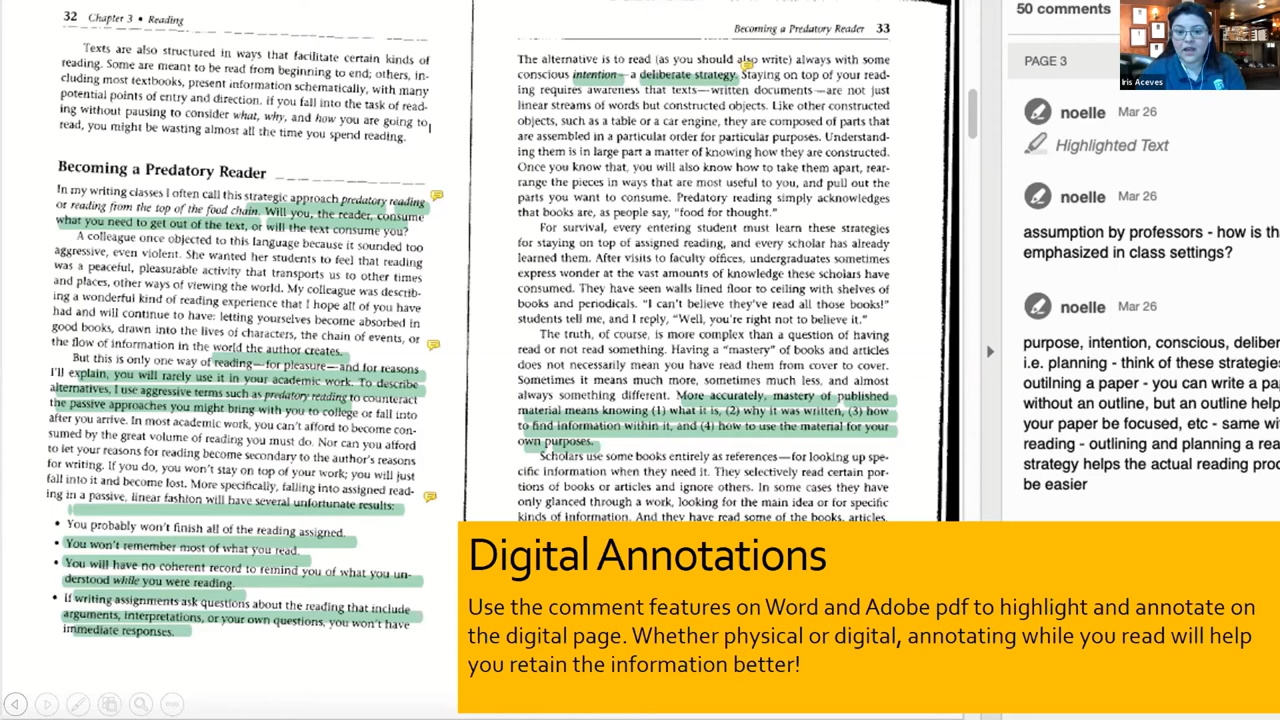 32 Chapter 3 • Reading
Texts are also structured in ways that facilitate certain kinds of
reading. Some are meant to be read from beginning to end; others, in-
cluding most textbooks, present information schematically, with many
potential points of entry and direction. If you fall into the task of read-
ing without pausing to consider what, why, and how you are going to
read, you might be wasting almost all the time you spend reading.
Becoming a Predatory Reader
In my writing classes I often call this strategic approach predatory reading
or reading from the top of the food chain. Will you, the reader, consume
what you need to get out of the text, or will the text consume you?
A colleague once objected to this language because it sounded too
aggressive, even violent. She wanted her students to feel that reading
was a peaceful, pleasurable activity that transports us to other times
and places, other ways of viewing the world. My colleague was describ-
ing a wonderful kind of reading experience that I hope all of you have
had and will continue to have: letting yourselves become absorbed in
good books, drawn into the lives of characters, the chain of events, or
the flow of information in the world the author creates.
But this is only one way of reading—for pleasure—and for reasons
I'll explain, you will rarely use it in your academic work. To describe
alternatives, I use aggressive terms such as predatory reading to counteract
the passive approaches you might bring with you to college or fall into
after you arrive. In most academic work, you can't afford to become con-
sumed by the great volume of reading you must do. Nor can you afford
to let your reasons for reading become secondary to the author's reasons
for writing. If you do, you won't stay on top of your work; you will just
fall into it and become lost. More specifically, falling into assigned read-
ing in a passive, linear fashion will have several unfortunate results:
• You probably won't finish all of the reading assigned.
• You won't remember most of what you read.
• You will have no coherent record to remind you of what you un-
derstood while you were reading.
• If writing assignments ask questions about the reading that include
arguments, interpretations, or your own questions, you won't have
immediate responses.
Becoming a Predatory Reader 33
The alternative is to read (as you should also write) always with some
conscious intention—a deliberate strategy. Staying on top of your read-
ing requires awareness that texts—written documents—are not just
linear streams of words but constructed objects. Like other constructed
objects, such as a table or a car engine, they are composed of parts that
are assembled in a particular order for particular purposes. Understand-
ing them is in large part a matter of knowing how they are constructed.
Once you know that, you will also know how to take them apart, rear-
range the pieces in ways that are most useful to you, and pull out the
parts you want to consume. Predatory reading simply acknowledges
that books are, as people say, "food for thought."
For survival, every entering student must learn these strategies
for staying on top of assigned reading, and every scholar has already
learned them. After visits to faculty offices, undergraduates sometimes
express wonder at the vast amounts of knowledge these scholars have
consumed. They have seen walls lined floor to ceiling with shelves of
books and periodicals. "I can't believe they've read all those books!"
students tell me, and I reply, "Well, you're right not to believe it."
The truth, of course, is more complex than a question of having
read or not read something. Having a "mastery" of books and articles
does not necessarily mean you have read them from cover to cover.
Sometimes it means much more, sometimes much less, and almost
always something different. More accurately, mastery of published
material means knowing (1) what it is, (2) why it was written, (3) how
to find information within it, and (4) how to use the material for your
own purposes.
Scholars use some books entirely as references—for looking up spe-
cific information when they need it. They selectively read certain por-
tions of books or articles and ignore others. In some cases they have
only glanced through a work, looking for the main idea or for specific
kinds of information. And they have read some of the books, articles,
50 comments
PAGE 3
noelle Mar 26
Highlighted Text
noelle Mar 26
assumption by professors - how is tha
emphasized in class settings?
noelle Mar 26
purpose, intention, conscious, deliber
i.e. planning - think of these strategies
outlining a paper - you can write a pap
without an outline, but an outline help
your paper be focused, etc - same wi
reading - outlining and planning a rea
strategy helps the actual reading proc
be easier
Iris Aceves
Digital Annotations
Use the comment features on Word and Adobe pdf to highlight and annotate on
the digital page. Whether physical or digital, annotating while you read will help
you retain the information better!